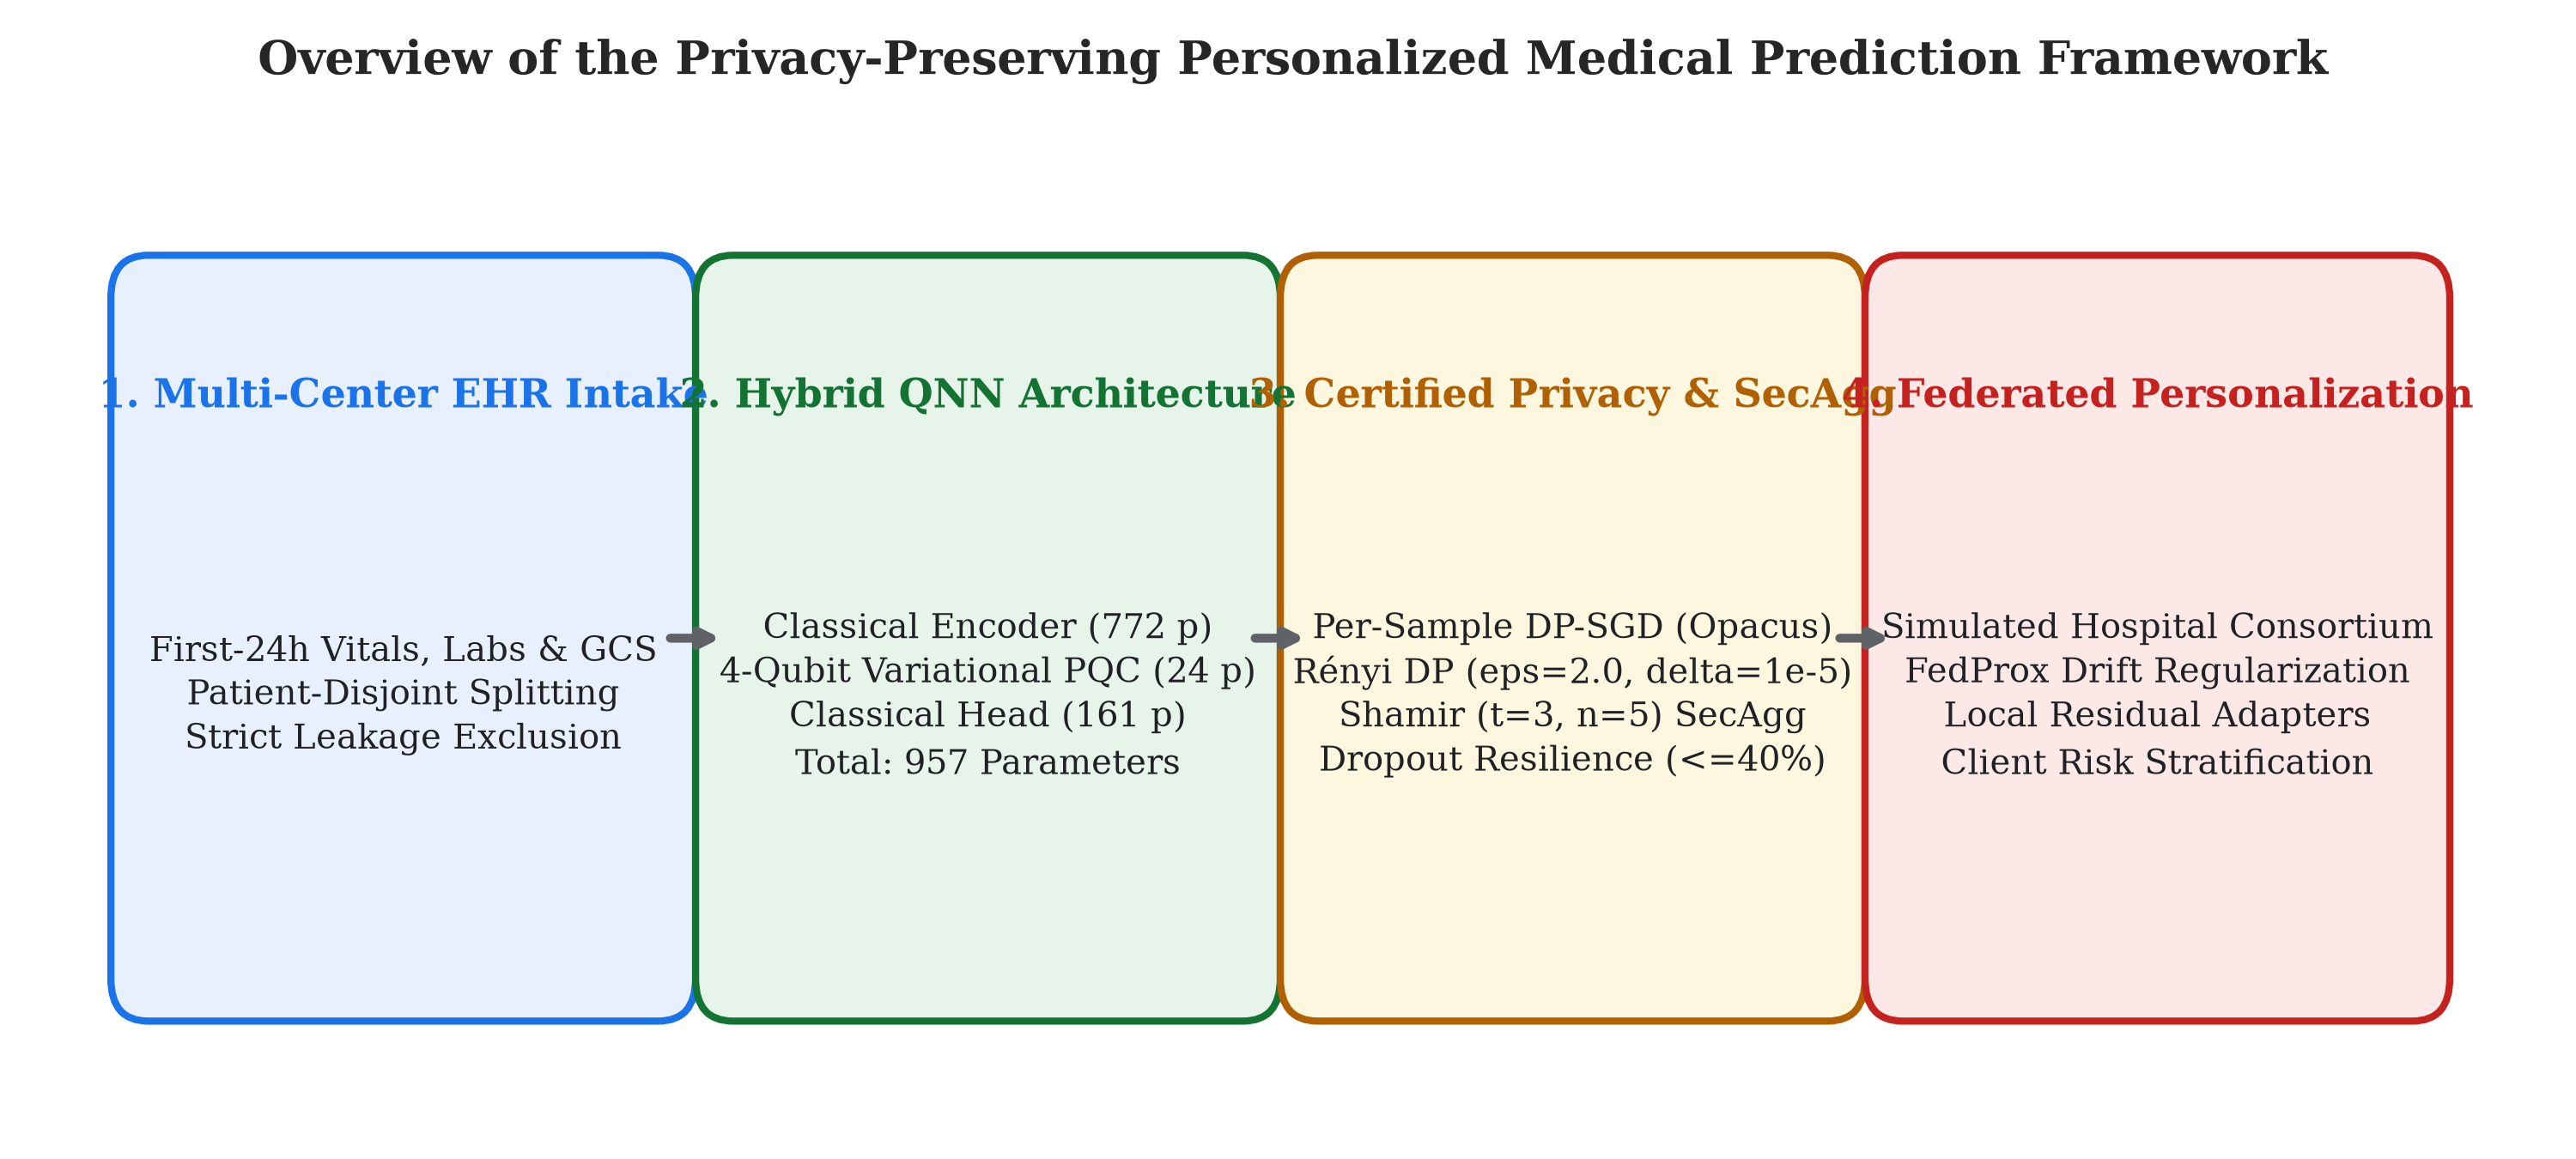 Overview of the Privacy-Preserving Personalized Medical Prediction Framework
1. Multi-Center EHR Intake
First-24h Vitals, Labs & GCS
Patient-Disjoint Splitting
Strict Leakage Exclusion
2. Hybrid QNN Architecture
Classical Encoder (772 p)
4-Qubit Variational PQC (24 p)
Classical Head (161 p)
Total: 957 Parameters
3. Certified Privacy & SecAgg
Per-Sample DP-SGD (Opacus)
Rényi DP (eps=2.0, delta=1e-5)
Shamir (t=3, n=5) SecAgg
Dropout Resilience (<=40%)
4. Federated Personalization
Simulated Hospital Consortium
FedProx Drift Regularization
Local Residual Adapters
Client Risk Stratification